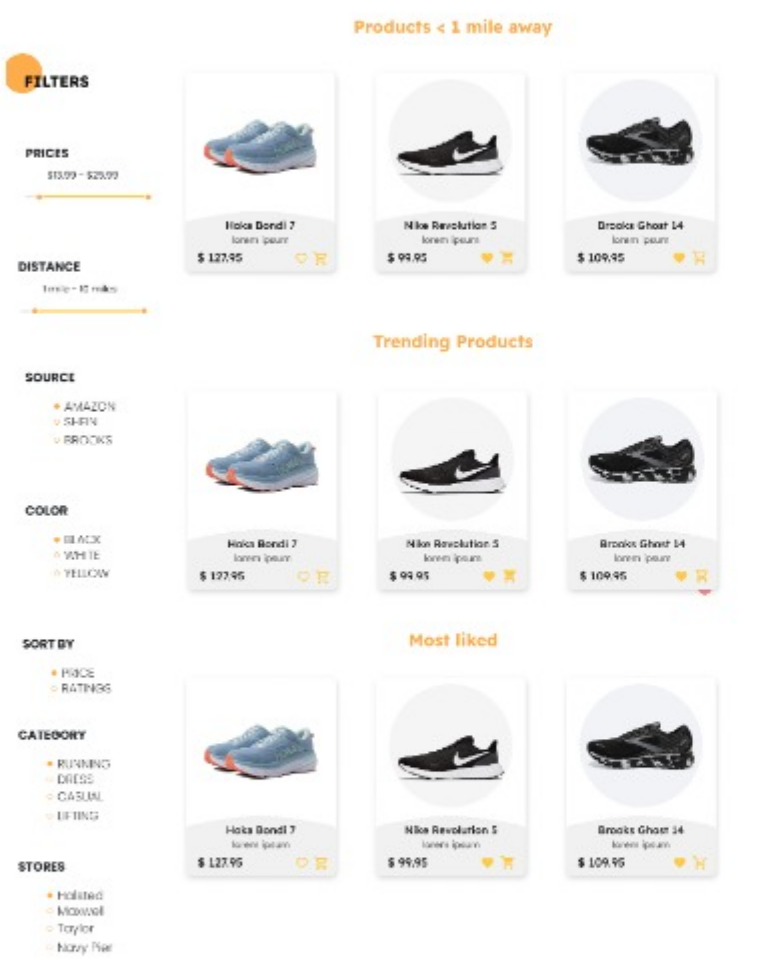 Products < 1 mile away
FILTERS
PRICES
$13.99 - $25.99
DISTANCE
1 mile - 10 miles
SOURCE
AMAZON
SHEIN
BROOKS
COLOR
BLACK
WHITE
YELLOW
SORT BY
PRICE
RATINGS
CATEGORY
RUNNING
DRESS
CASUAL
LIFTING
STORES
Halsted
Maxwell
Taylor
Navy Pier
Hoka Bondi 7
lorem ipsum
$ 127.95
Nike Revolution 5
lorem ipsum
$ 99.95
Brooks Ghost 14
lorem ipsum
$ 109.95
Trending Products
Hoka Bondi 7
lorem ipsum
$ 127.95
Nike Revolution 5
lorem ipsum
$ 99.95
Brooks Ghost 14
lorem ipsum
$ 109.95
Most liked
Hoka Bondi 7
lorem ipsum
$ 127.95
Nike Revolution 5
lorem ipsum
$ 99.95
Brooks Ghost 14
lorem ipsum
$ 109.95